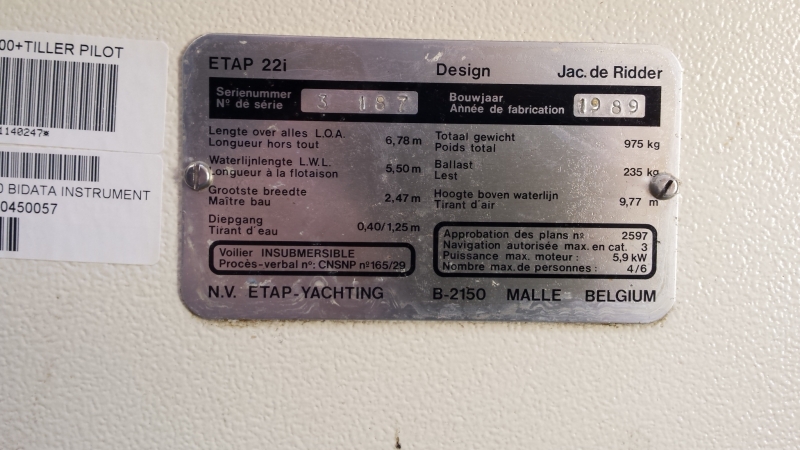 00+TILLER PILOT
1140247*
BIDATA INSTRUMENT
0450057
ETAP 22i Design Jac. de Ridder
Serienummer
N° de série 3 187
Bouwjaar
Année de fabrication 1989
Lengte over alles L.O.A.
Longueur hors tout 6,78 m
Waterlijnlengte L.W.L.
Longueur à la flotaison 5,50 m
Grootste breedte
Maître bau 2,47 m
Diepgang
Tirant d'eau 0,40/1,25 m
Totaal gewicht
Poids total 975 kg
Ballast
Lest 235 kg
Hoogte boven waterlijn
Tirant d'air 9,77 m
Voilier INSUBMERSIBLE
Procès-verbal n°: CNSNP n°165/29
Approbation des plans n° 2597
Navigation autorisée max. en cat. 3
Puissance max. moteur : 5,9 kW
Nombre max. de personnes : 4/6
N.V. ETAP-YACHTING B-2150 MALLE BELGIUM